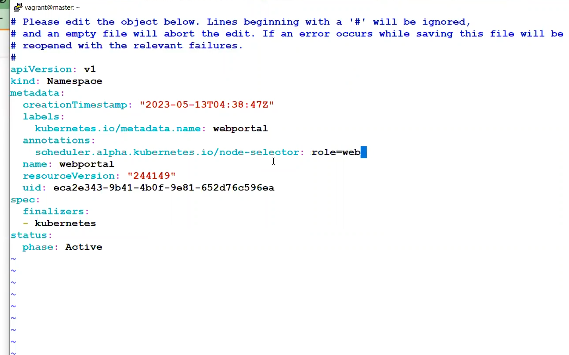 vagrant@master: ~
# Please edit the object below. Lines beginning with a '#' will be ignored,
# and an empty file will abort the edit. If an error occurs while saving this file will be
# reopened with the relevant failures.
#
apiVersion: v1
kind: Namespace
metadata:
  creationTimestamp: "2023-05-13T04:38:47Z"
  labels:
    kubernetes.io/metadata.name: webportal
  annotations:
    scheduler.alpha.kubernetes.io/node-selector: role=web
  name: webportal
  resourceVersion: "244149"
  uid: eca2e343-9b41-4b0f-9e81-652d76c596ea
spec:
  finalizers:
  - kubernetes
status:
  phase: Active
~
~
~
~
~
~
~
~
~